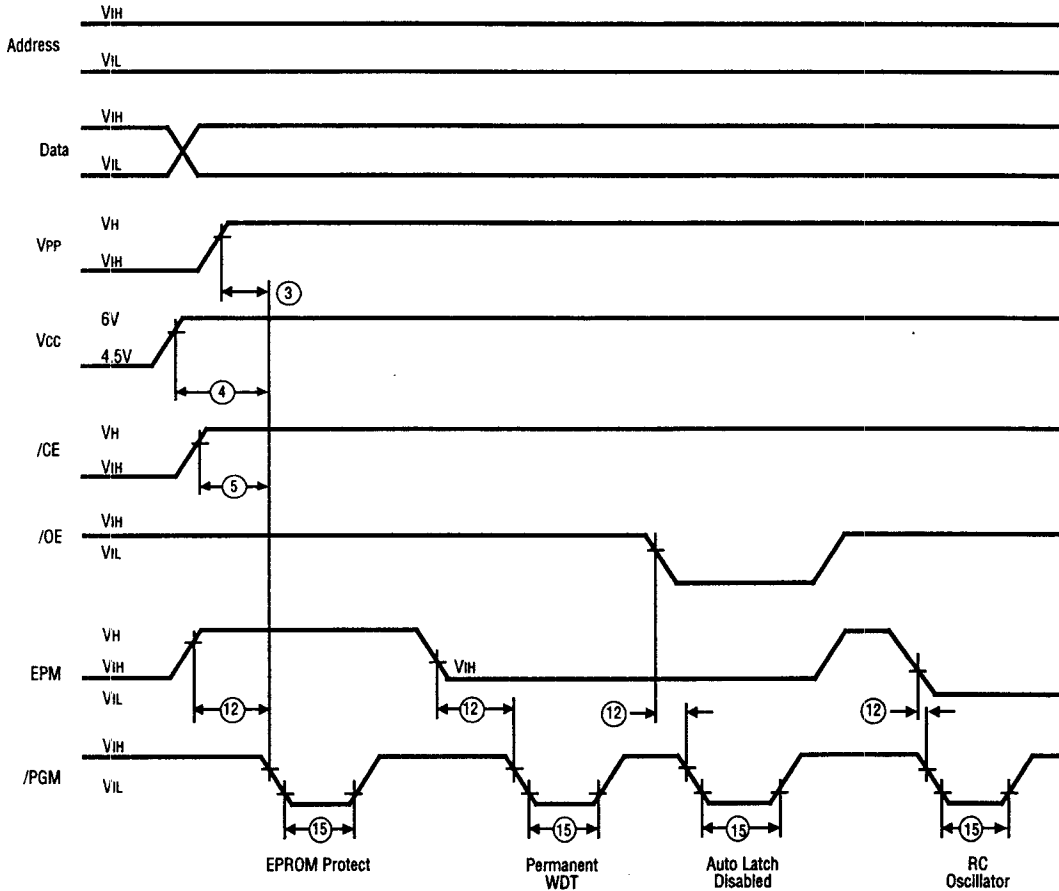 VIH
Address
VIL
VIH
Data
VIL
VH
VPP
VIH
3
6V
VCC
4.5V
4
VH
/CE
VIH
5
VIH
/OE
VIL
VH
EPM
VIH
VIH
VIL
12
12
12
12
VIH
/PGM
VIL
15
15
15
15
EPROM Protect
Permanent
WDT
Auto Latch
Disabled
RC
Oscillator